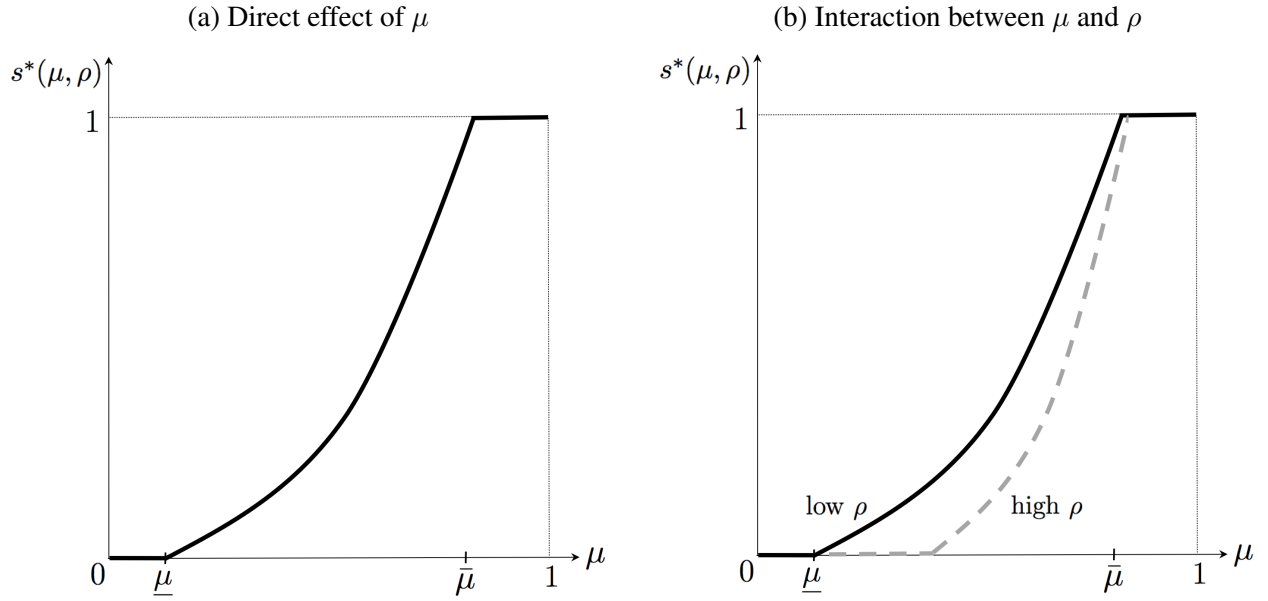 (a) Direct effect of μ
s*(μ, ρ)
1
0
μ̲
μ̄
1
μ
(b) Interaction between μ and ρ
s*(μ, ρ)
1
low ρ
high ρ
0
μ̲
μ̄
1
μ